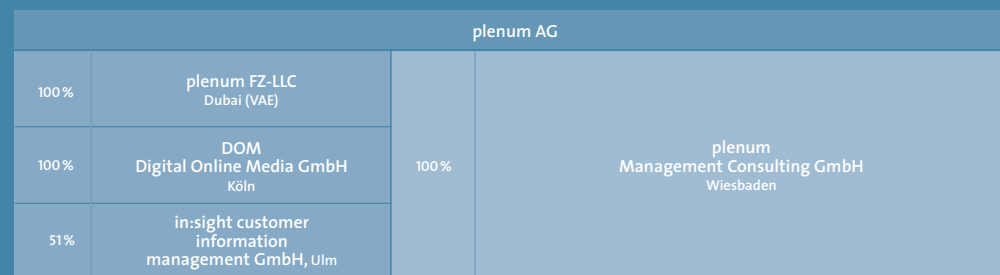 plenum AG
100 %
plenum FZ-LLC
Dubai (VAE)
100 %
DOM
Digital Online Media GmbH
Köln
51 %
in:sight customer
information
management GmbH, Ulm
100 %
plenum
Management Consulting GmbH
Wiesbaden